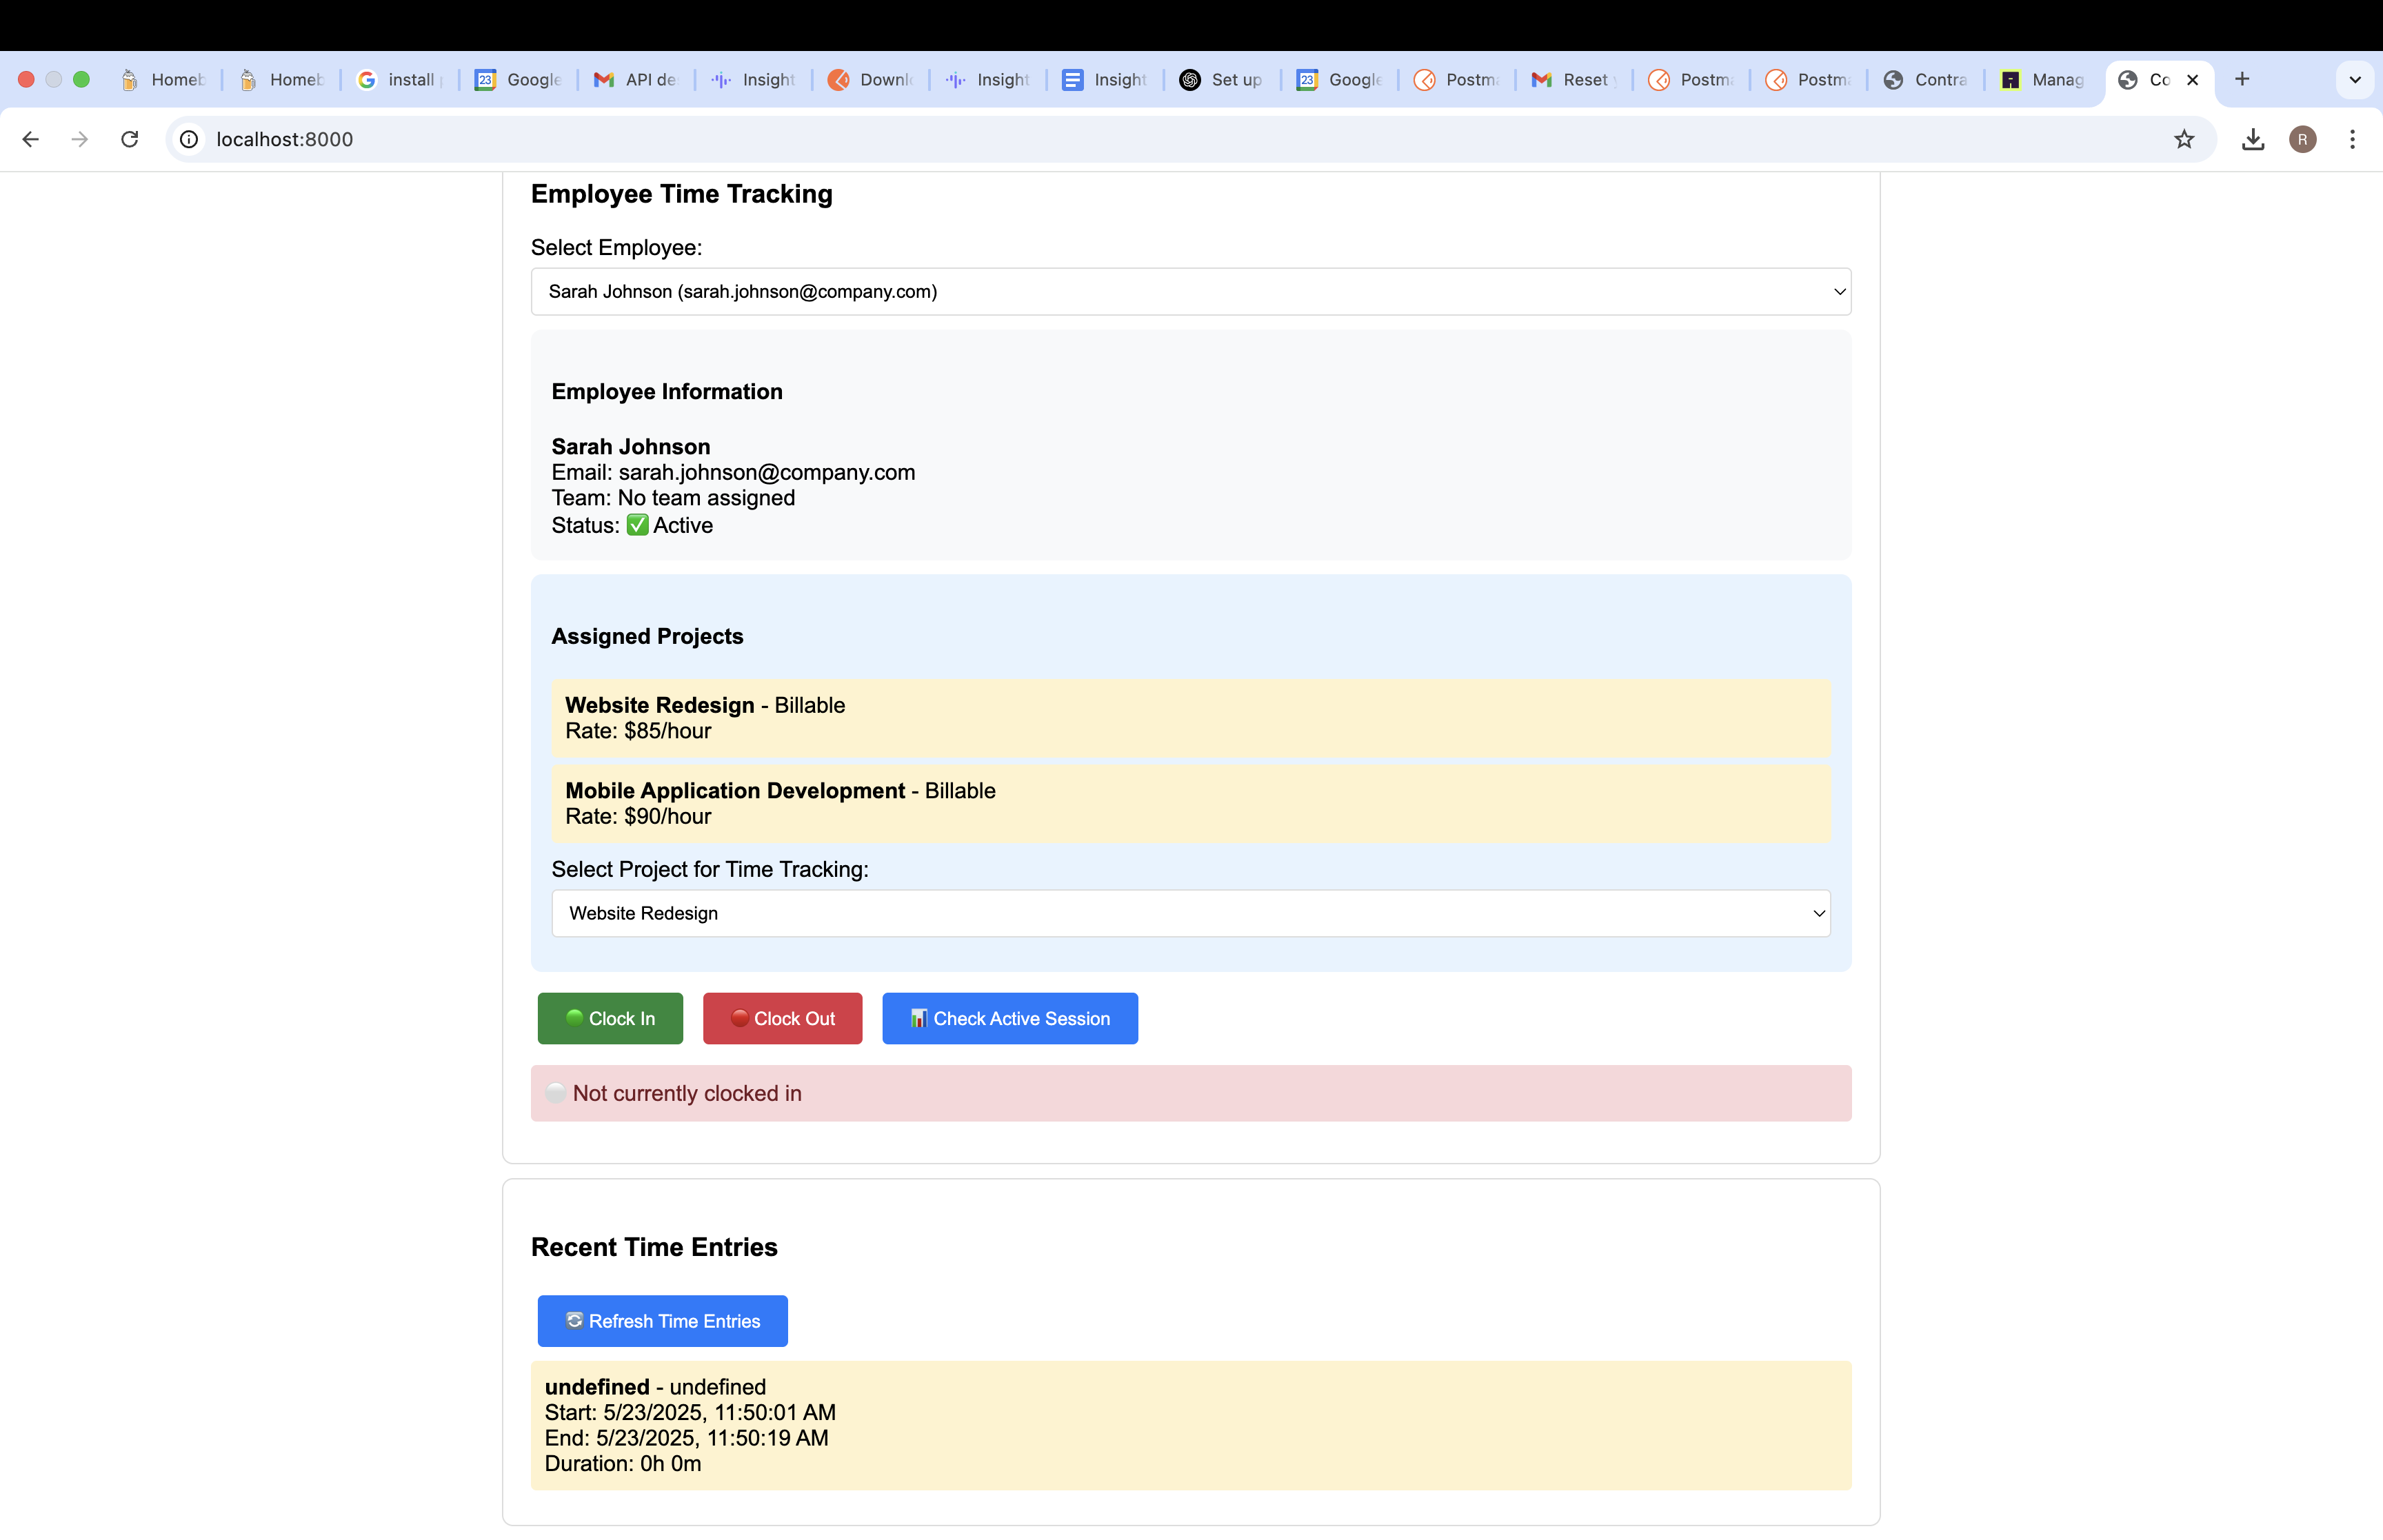 Homeb
Homeb
install
Google
API de
Insight
Downl
Insight
Insight
Set up
Google
Postm
Reset
Postm
Postm
Contra
Manag
Co
localhost:8000
R
Employee Time Tracking
Select Employee:
Sarah Johnson (sarah.johnson@company.com)
Employee Information
Sarah Johnson
Email: sarah.johnson@company.com
Team: No team assigned
Status: ✅ Active
Assigned Projects
Website Redesign - Billable
Rate: $85/hour
Mobile Application Development - Billable
Rate: $90/hour
Select Project for Time Tracking:
Website Redesign
🟢 Clock In
🔴 Clock Out
📊 Check Active Session
⚪ Not currently clocked in
Recent Time Entries
🔄 Refresh Time Entries
undefined - undefined
Start: 5/23/2025, 11:50:01 AM
End: 5/23/2025, 11:50:19 AM
Duration: 0h 0m